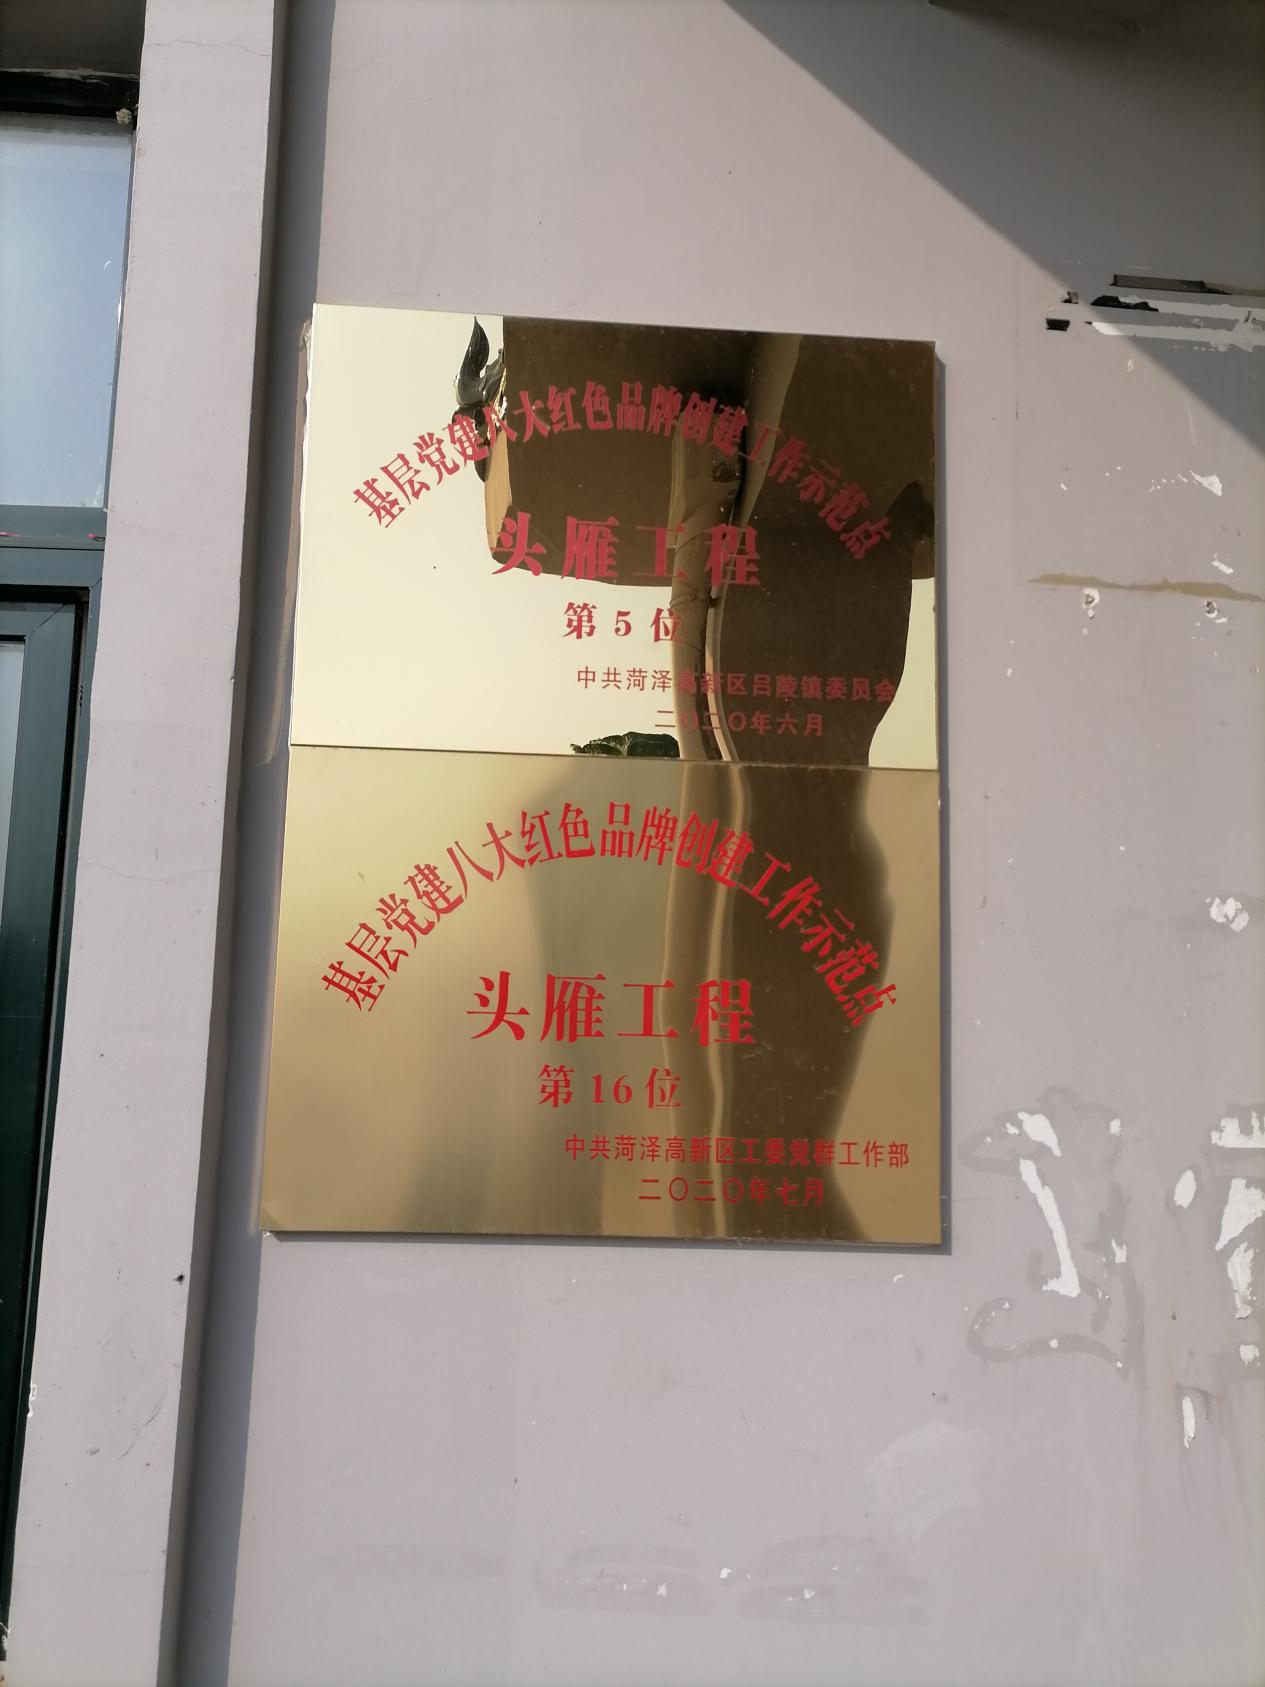 基层党建八大红色品牌创建工作示范点
头雁工程
第5位
中共菏泽高新区吕陵镇委员会
二〇二〇年六月
基层党建八大红色品牌创建工作示范点
头雁工程
第16位
中共菏泽高新区工委党群工作部
二〇二〇年七月